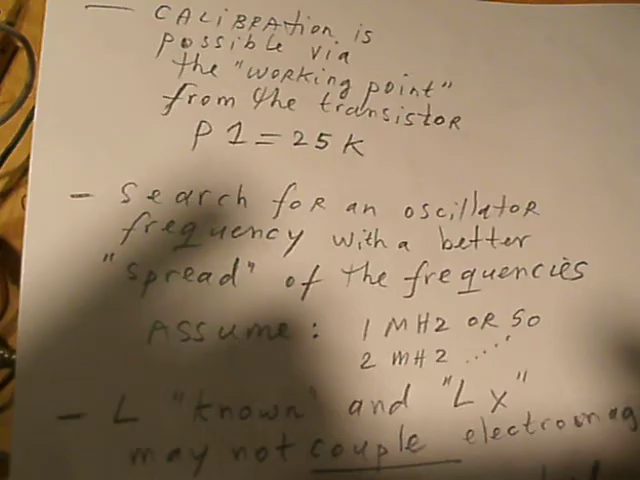 — CALiBRATion is
possible via
the "working point"
from the transistor
P1 = 25K
- Search for an oscillator
frequency with a better
"spread" of the frequencies
Assume: 1 MHz OR SO
2 MHz .....
- L "known" and "Lx"
may not couple electromag